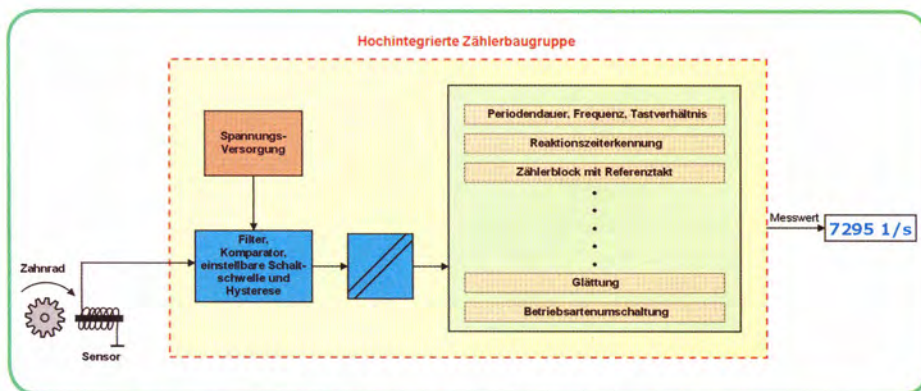 Hochintegrierte Zählerbaugruppe
Spannungs-
Versorgung
Filter,
Komparator,
einstellbare Schalt-
schwelle und
Hysterese
Zahnrad
Sensor
Periodendauer, Frequenz, Tastverhältnis
Reaktionszeiterkennung
Zählerblock mit Referenztakt
Glättung
Betriebsartenumschaltung
Messwert
7295 1/s